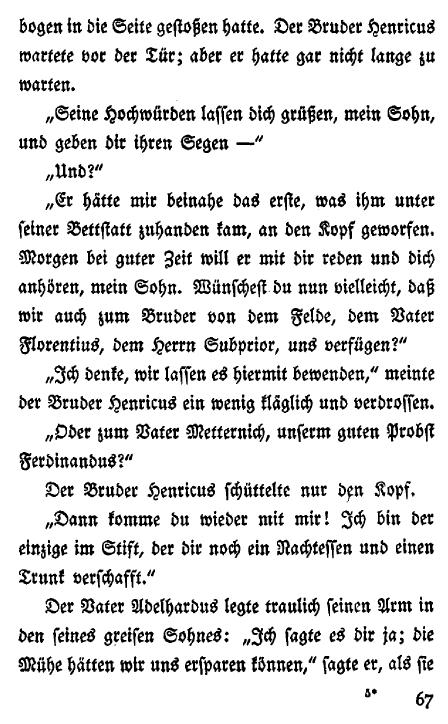 bogen in die Seite gestoßen hatte. Der Bruder Henricus
wartete vor der Tür; aber er hatte gar nicht lange zu
warten.
„Seine Hochwürden lassen dich grüßen, mein Sohn,
und geben dir ihren Segen —“
„Und?“
„Er hätte mir beinahe das erste, was ihm unter
seiner Bettstatt zuhanden kam, an den Kopf geworfen.
Morgen bei guter Zeit will er mit dir reden und dich
anhören, mein Sohn. Wünschest du nun vielleicht, daß
wir auch zum Bruder von dem Felde, dem Vater
Florentius, dem Herrn Subprior, uns verfügen?“
„Ich denke, wir lassen es hiermit bewenden,“ meinte
der Bruder Henricus ein wenig kläglich und verdrossen.
„Oder zum Vater Metternich, unserm guten Probst
Ferdinandus?“
Der Bruder Henricus schüttelte nur den Kopf.
„Dann komme du wieder mit mir! Ich bin der
einzige im Stift, der dir noch ein Nachtessen und einen
Trunk verschafft.“
Der Vater Adelhardus legte traulich seinen Arm in
den seines greisen Sohnes: „Ich sagte es dir ja; die
Mühe hätten wir uns ersparen können,“ sagte er, als sie
5* 67